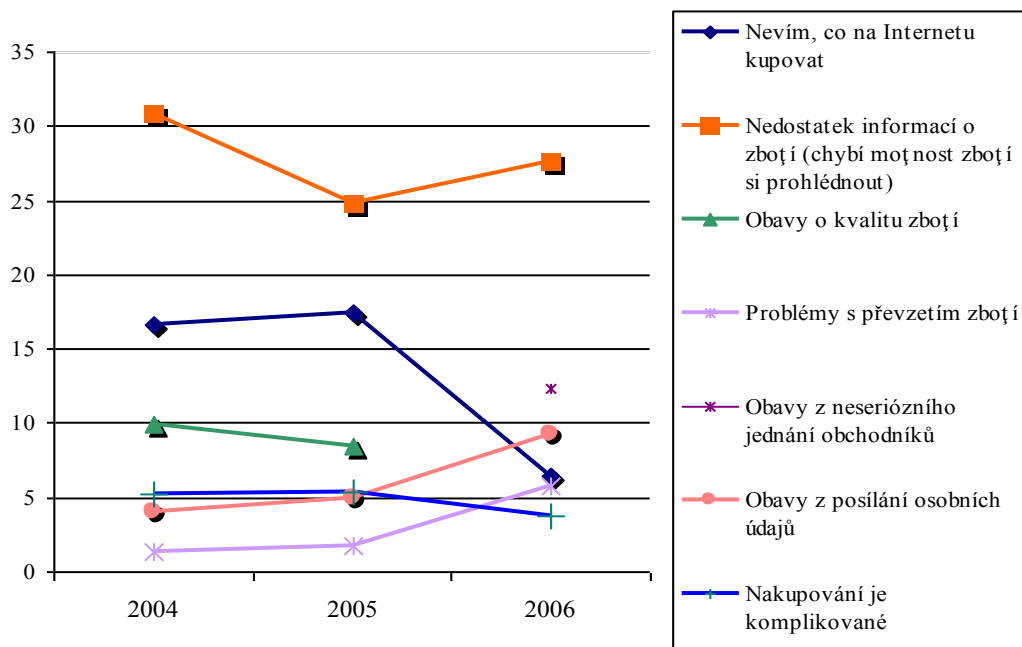 35
30
25
20
15
10
5
0
2004 2005 2006
Nevím, co na Internetu
kupovat
Nedostatek informací o
zboţí (chybí moţnost zboţí
si prohlédnout)
Obavy o kvalitu zboţí
Problémy s převzetím zboţí
Obavy z neseriózního
jednání obchodníků
Obavy z posílání osobních
údajů
Nakupování je
komplikované